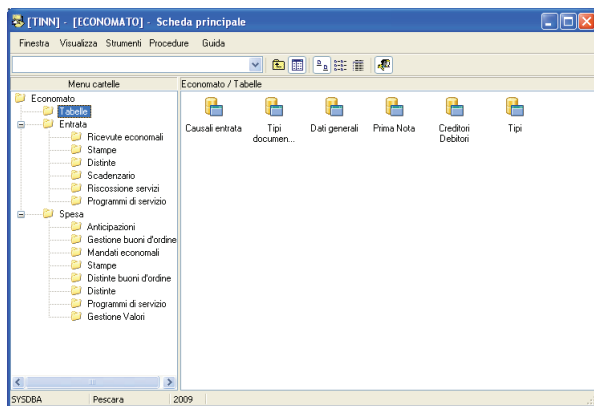 [TINN] - [ECONOMATO] - Scheda principale
Finestra Visualizza Strumenti Procedure Guida
Menu cartelle
Economato / Tabelle
Economato
Tabelle
Entrata
Ricevute economali
Stampe
Distinte
Scadenzario
Riscossione servizi
Programmi di servizio
Spesa
Anticipazioni
Gestione buoni d'ordine
Mandati economali
Stampe
Distinte buoni d'ordine
Distinte
Programmi di servizio
Gestione Valori
Causali entrata
Tipi
documen...
Dati generali
Prima Nota
Creditori
Debitori
Tipi
SYSDBA Pescara 2009